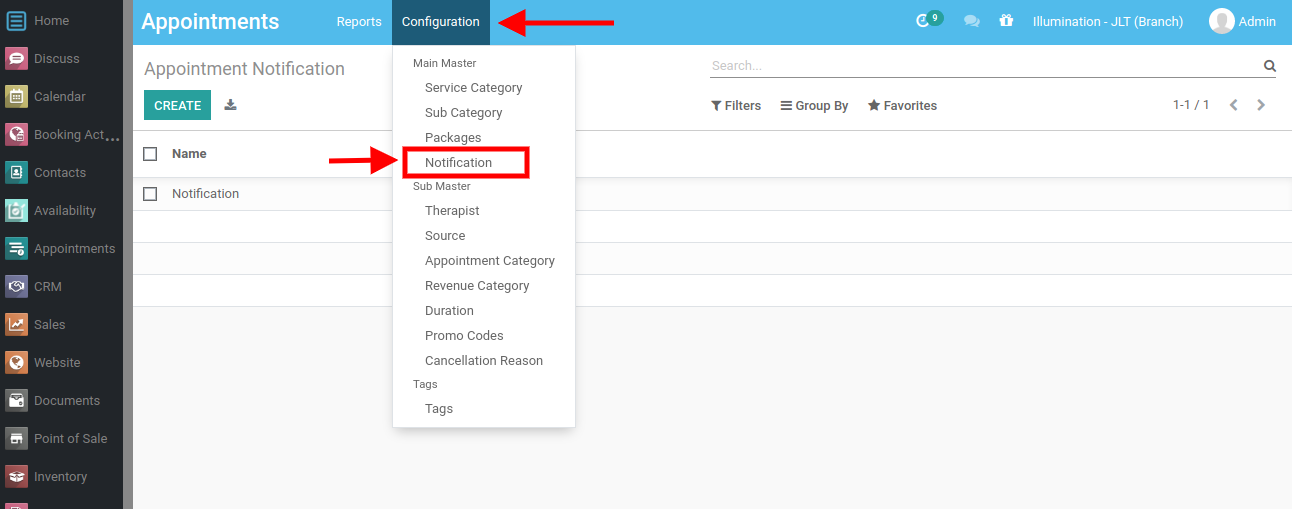 Home
Discuss
Calendar
Booking Act...
Contacts
Availability
Appointments
CRM
Sales
Website
Documents
Point of Sale
Inventory
Appointments Reports Configuration 9 Illumination - JLT (Branch) Admin
Appointment Notification
Search...
CREATE
Filters Group By Favorites 1-1 / 1
Name
Notification
Main Master
Service Category
Sub Category
Packages
Notification
Sub Master
Therapist
Source
Appointment Category
Revenue Category
Duration
Promo Codes
Cancellation Reason
Tags
Tags